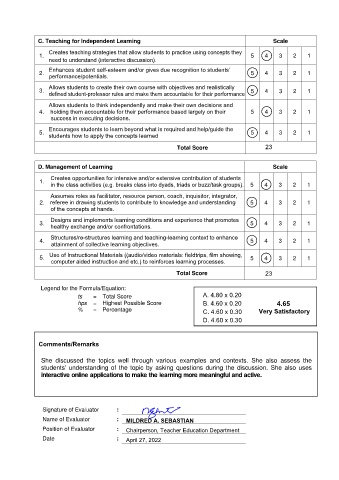 C. Teaching for Independent Learning Scale
1. Creates teaching strategies that allow students to practice using concepts they 5 4 3 2 1
need to understand (interactive discussion).
2. Enhances student self-esteem and/or gives due recognition to students' 5 4 3 2 1
performance/potentials.
3. Allows students to create their own course with objectives and realistically 5 4 3 2 1
defined student-professor rules and make them accountable for their performance
4. Allows students to think independently and make their own decisions and 5 4 3 2 1
holding them accountable for their performance based largely on their
success in executing decisions.
5. Encourages students to learn beyond what is required and help/guide the 5 4 3 2 1
students how to apply the concepts learned
Total Score 23
D. Management of Learning Scale
1. Creates opportunities for intensive and/or extensive contribution of students 5 4 3 2 1
in the class activities (e.g. breaks class into dyads, triads or buzz/task groups).
2. Assumes roles as facilitator, resource person, coach, inquisitor, integrator, 5 4 3 2 1
referee in drawing students to contribute to knowledge and understanding
of the concepts at hands.
3. Designs and implements learning conditions and experience that promotes 5 4 3 2 1
healthy exchange and/or confrontations.
4. Structures/re-structures learning and teaching-learning context to enhance 5 4 3 2 1
attainment of collective learning objectives.
5. Use of Instructional Materials (audio/video materials: fieldtrips, film showing, 5 4 3 2 1
computer aided instruction and etc.) to reinforces learning processes.
Total Score 23
Legend for the Formula/Equation:
ts = Total Score
hps = Highest Possible Score
% = Percentage
A. 4.80 x 0.20
B. 4.60 x 0.20
C. 4.60 x 0.30
D. 4.60 x 0.30
4.65
Very Satisfactory
Comments/Remarks
She discussed the topics well through various examples and contexts. She also assess the
students' understanding of the topic by asking questions during the discussion. She also uses
interactive online applications to make the learning more meaningful and active.
Signature of Evaluator :
Name of Evaluator : MILDRED A. SEBASTIAN
Position of Evaluator : Chairperson, Teacher Education Department
Date : April 27, 2022